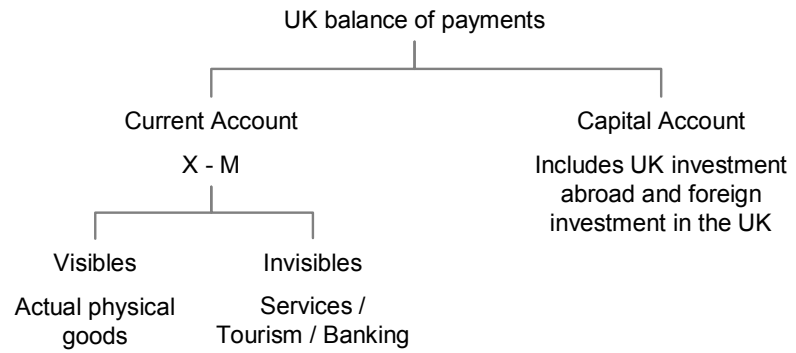 UK balance of payments
Current Account
X - M
Capital Account
Includes UK investment
abroad and foreign
investment in the UK
Visibles
Actual physical
goods
Invisibles
Services /
Tourism / Banking